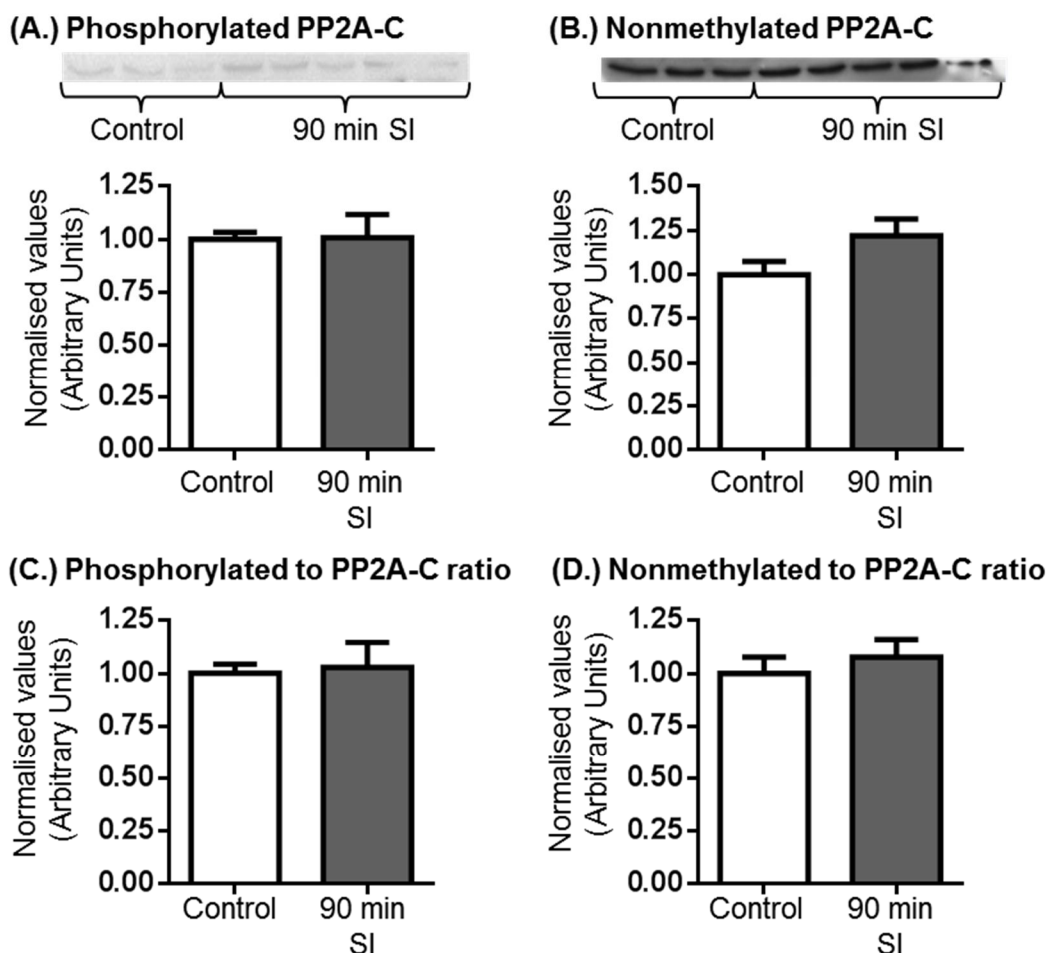 (A.) Phosphorylated PP2A-C
Control
90 min SI
Normalised values
(Arbitrary Units)
1.25
1.00
0.75
0.50
0.25
0.00
Control
90 min
SI
(B.) Nonmethylated PP2A-C
Control
90 min SI
Normalised values
(Arbitrary Units)
1.50
1.25
1.00
0.75
0.50
0.25
0.00
Control
90 min
SI
(C.) Phosphorylated to PP2A-C ratio
Normalised values
(Arbitrary Units)
1.25
1.00
0.75
0.50
0.25
0.00
Control
90 min
SI
(D.) Nonmethylated to PP2A-C ratio
Normalised values
(Arbitrary Units)
1.25
1.00
0.75
0.50
0.25
0.00
Control
90 min
SI